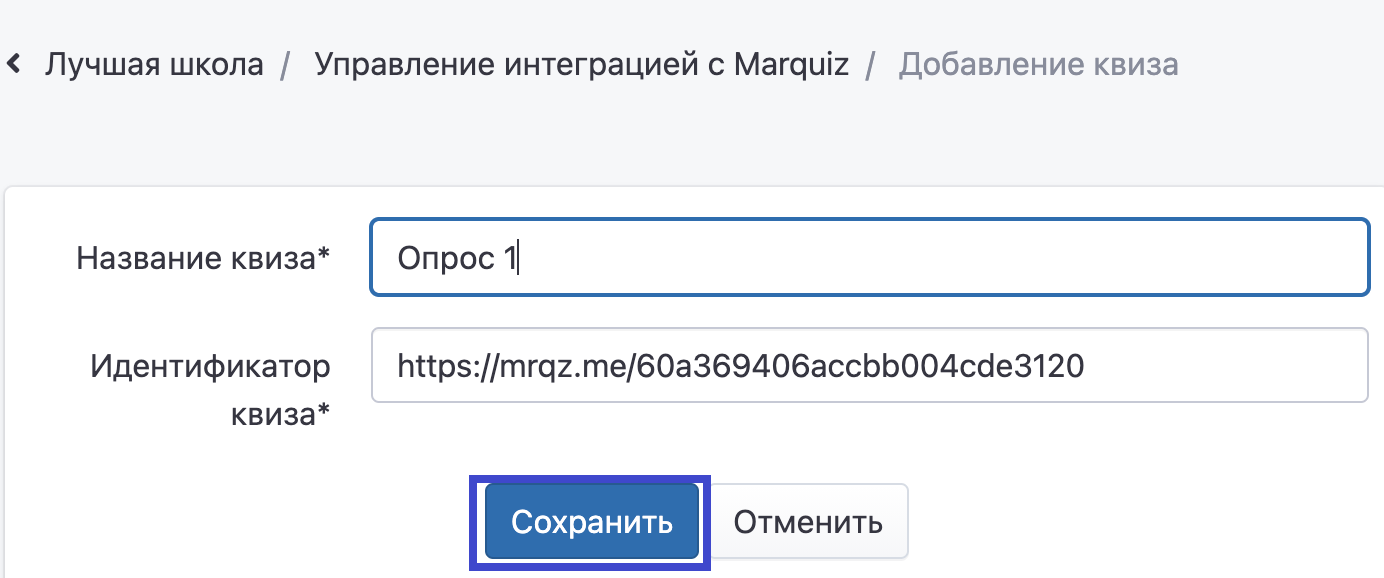 Лучшая школа / Управление интеграцией с Marquiz / Добавление квиза
Название квиза* Опрос 1
Идентификатор https://mrqz.me/60a369406accbb004cde3120
квиза*
Сохранить Отменить